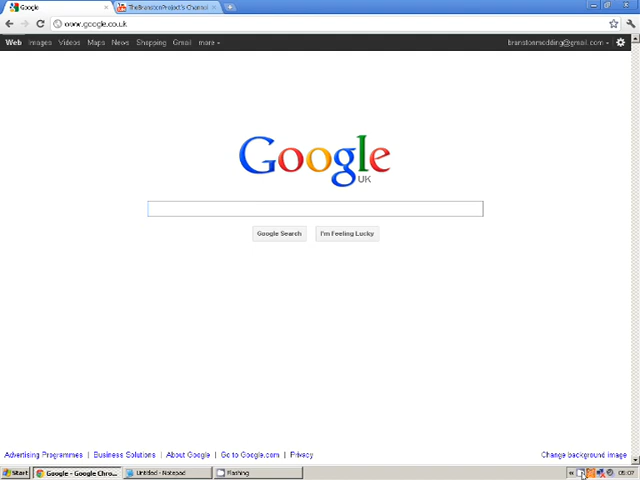 Google
TheBranstonProject's Channel
www.google.co.uk
Web Images Videos Maps News Shopping Gmail more
branstonmodding@gmail.com
Google
UK
Google Search I'm Feeling Lucky
Advertising Programmes | Business Solutions | About Google | Go to Google.com | Privacy
Change background image
Start
Google - Google Chro...
Untitled - Notepad
Flashing
05:07